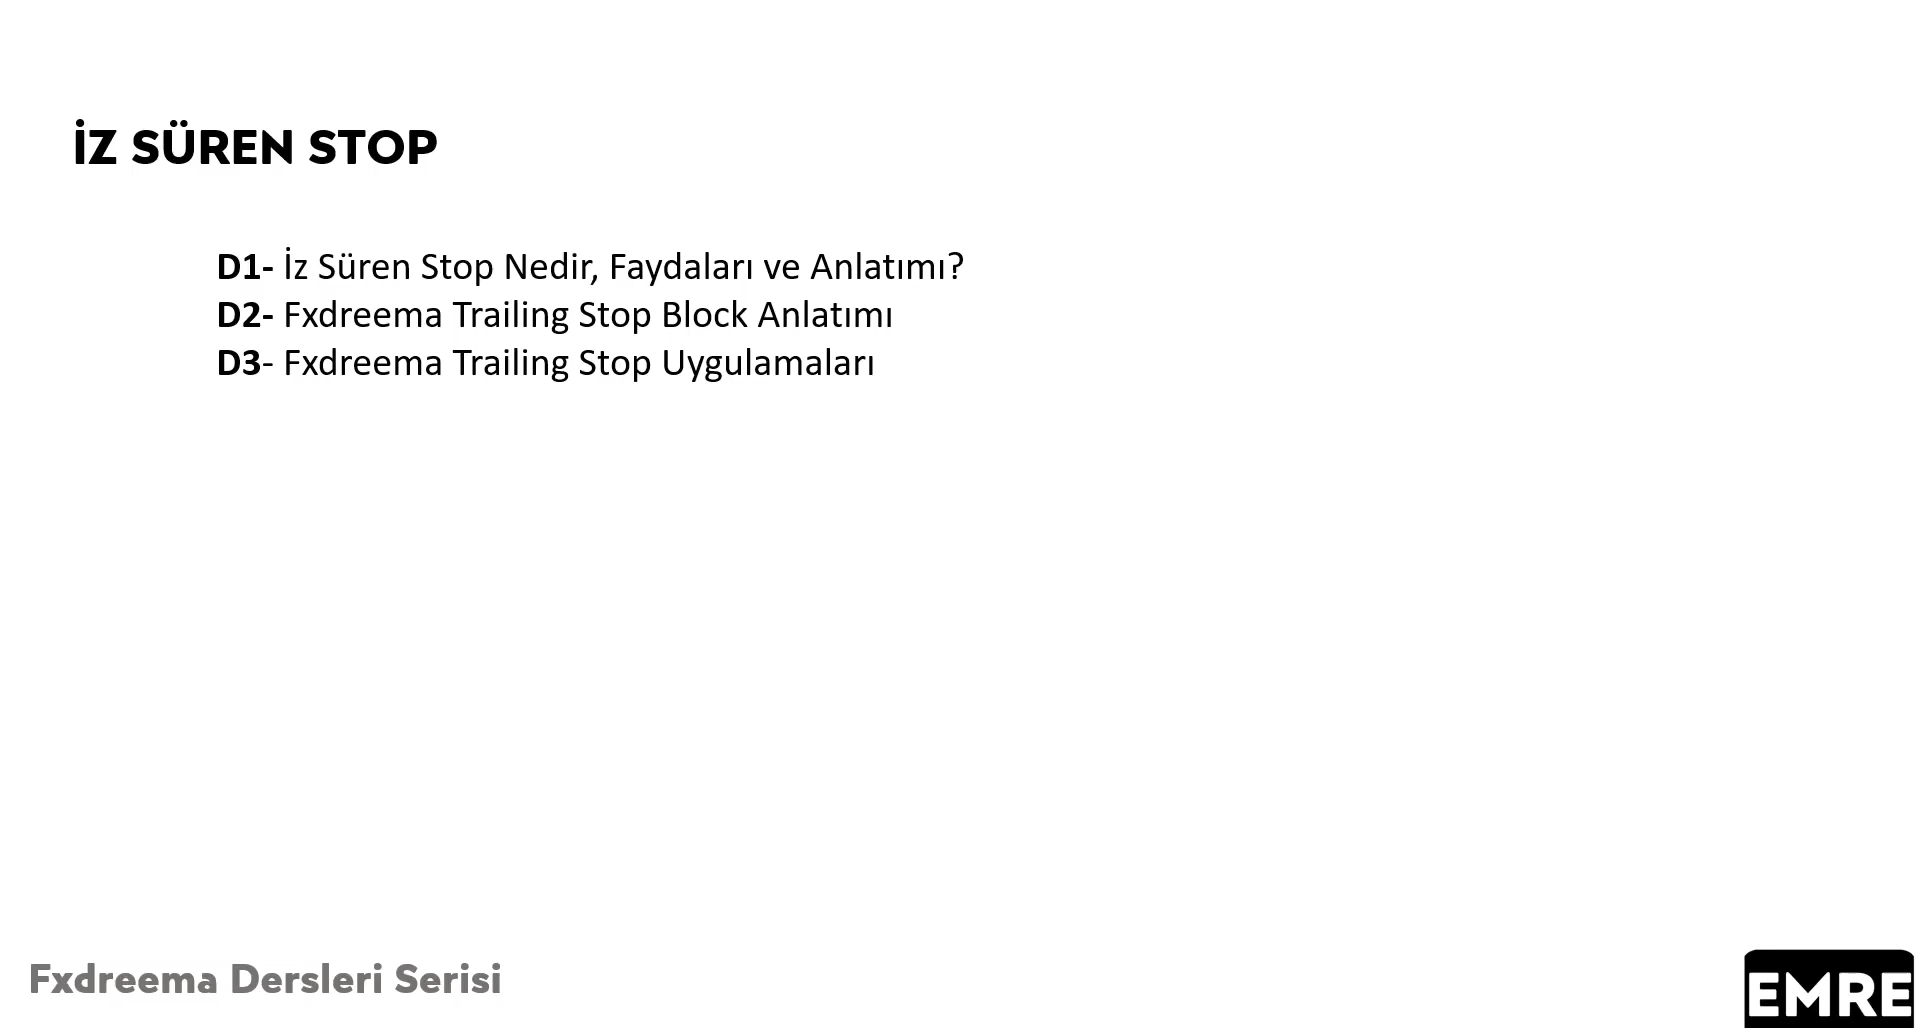 İZ SÜREN STOP
D1- İz Süren Stop Nedir, Faydaları ve Anlatımı?
D2- Fxdreema Trailing Stop Block Anlatımı
D3- Fxdreema Trailing Stop Uygulamaları
Fxdreema Dersleri Serisi
EMRE